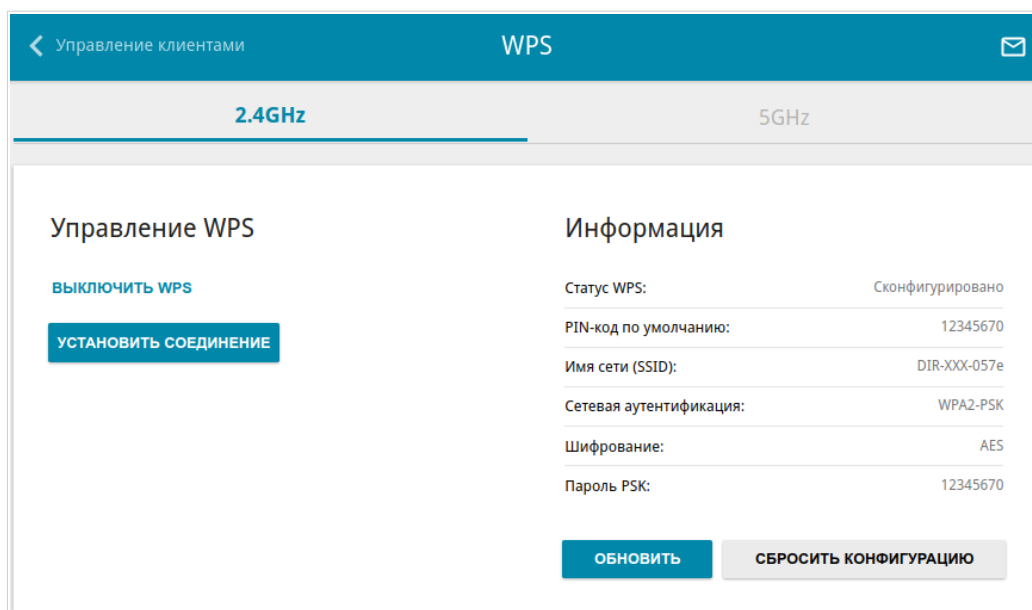 Управление клиентами
WPS
2.4GHz
5GHz
Управление WPS
ВЫКЛЮЧИТЬ WPS
УСТАНОВИТЬ СОЕДИНЕНИЕ
Информация
Статус WPS: Сконфигурировано
PIN-код по умолчанию: 12345670
Имя сети (SSID): DIR-XXX-057e
Сетевая аутентификация: WPA2-PSK
Шифрование: AES
Пароль PSK: 12345670
ОБНОВИТЬ
СБРОСИТЬ КОНФИГУРАЦИЮ